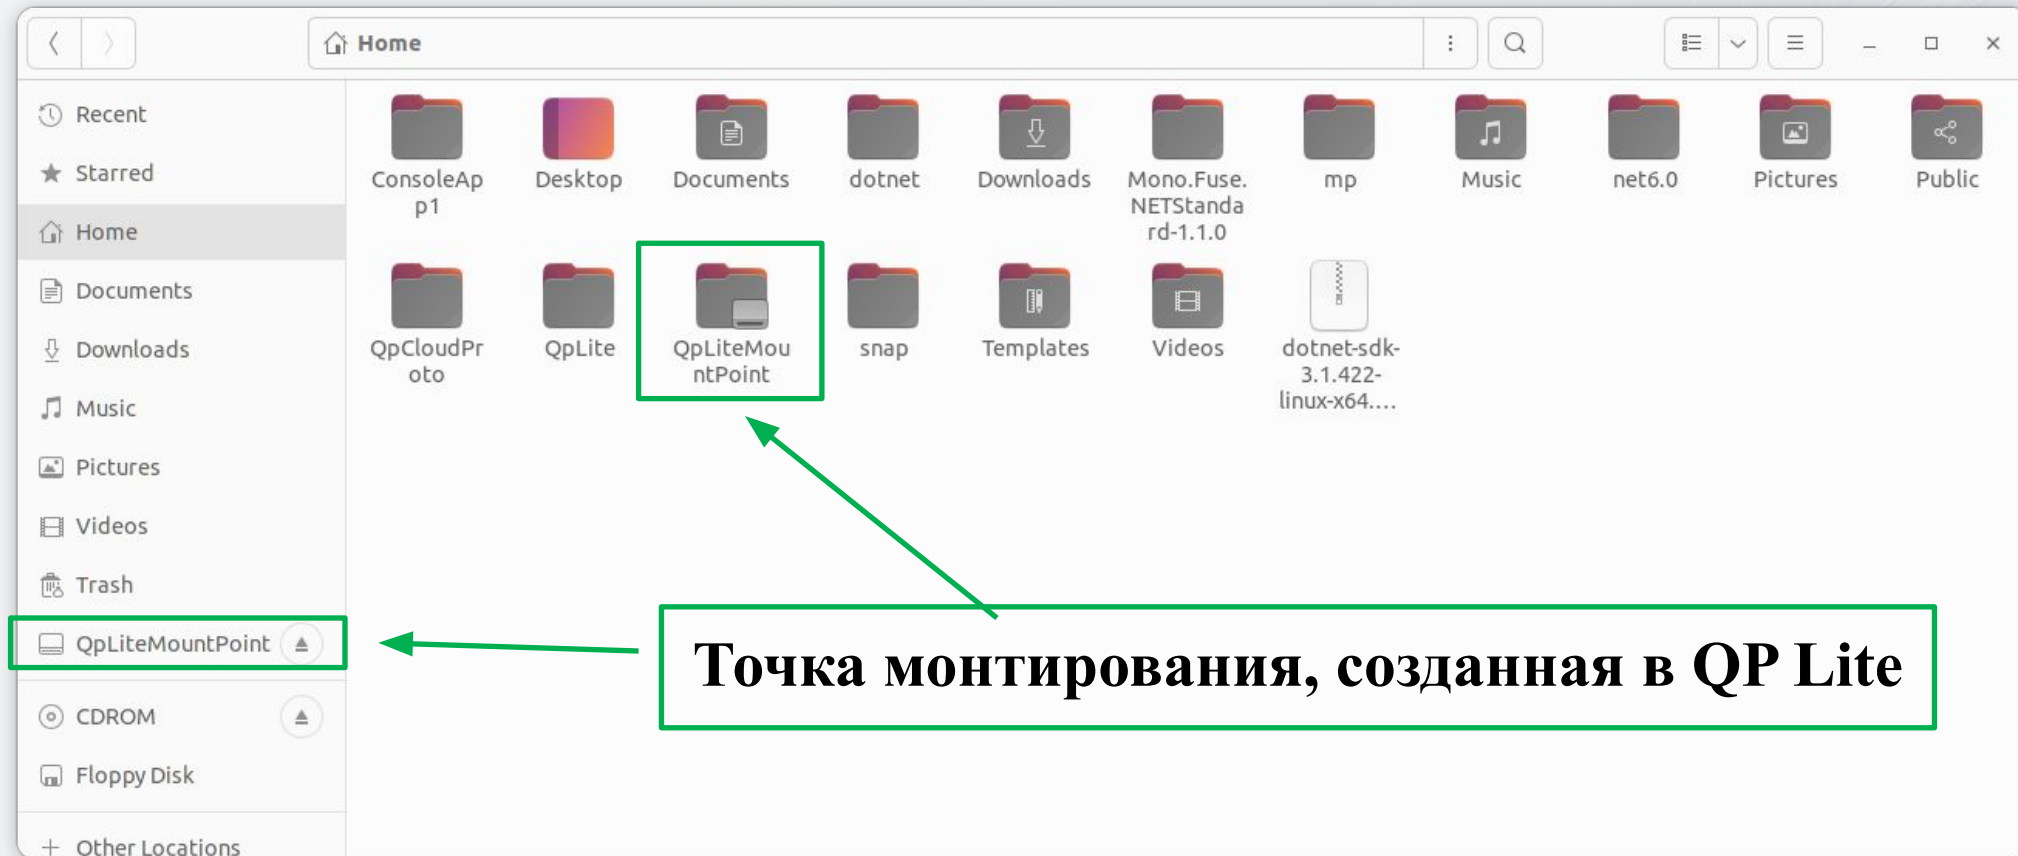 Home
Recent
Starred
Home
Documents
Downloads
Music
Pictures
Videos
Trash
QpLiteMountPoint
CDROM
Floppy Disk
Other Locations
ConsoleAp
p1
Desktop
Documents
dotnet
Downloads
Mono.Fuse.
NETStanda
rd-1.1.0
mp
Music
net6.0
Pictures
Public
QpCloudPr
oto
QpLite
QpLiteMou
ntPoint
snap
Templates
Videos
dotnet-sdk-
3.1.422-
linux-x64....
Точка монтирования, созданная в QP Lite